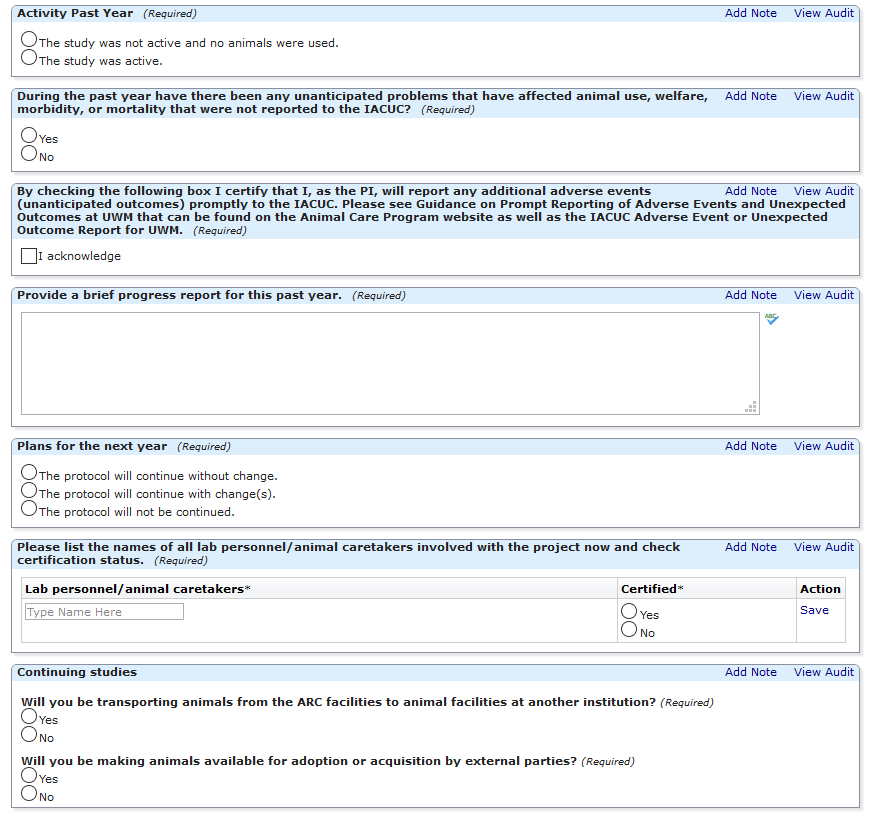 Activity Past Year (Required) Add Note View Audit
The study was not active and no animals were used.
The study was active.
During the past year have there been any unanticipated problems that have affected animal use, welfare, Add Note View Audit
morbidity, or mortality that were not reported to the IACUC? (Required)
Yes
No
By checking the following box I certify that I, as the PI, will report any additional adverse events Add Note View Audit
(unanticipated outcomes) promptly to the IACUC. Please see Guidance on Prompt Reporting of Adverse Events and Unexpected
Outcomes at UWM that can be found on the Animal Care Program website as well as the IACUC Adverse Event or Unexpected
Outcome Report for UWM. (Required)
I acknowledge
Provide a brief progress report for this past year. (Required) Add Note View Audit
ABC
Plans for the next year (Required) Add Note View Audit
The protocol will continue without change.
The protocol will continue with change(s).
The protocol will not be continued.
Please list the names of all lab personnel/animal caretakers involved with the project now and check Add Note View Audit
certification status. (Required)
Lab personnel/animal caretakers* Certified* Action
Type Name Here Yes Save
No
Continuing studies Add Note View Audit
Will you be transporting animals from the ARC facilities to animal facilities at another institution? (Required)
Yes
No
Will you be making animals available for adoption or acquisition by external parties? (Required)
Yes
No